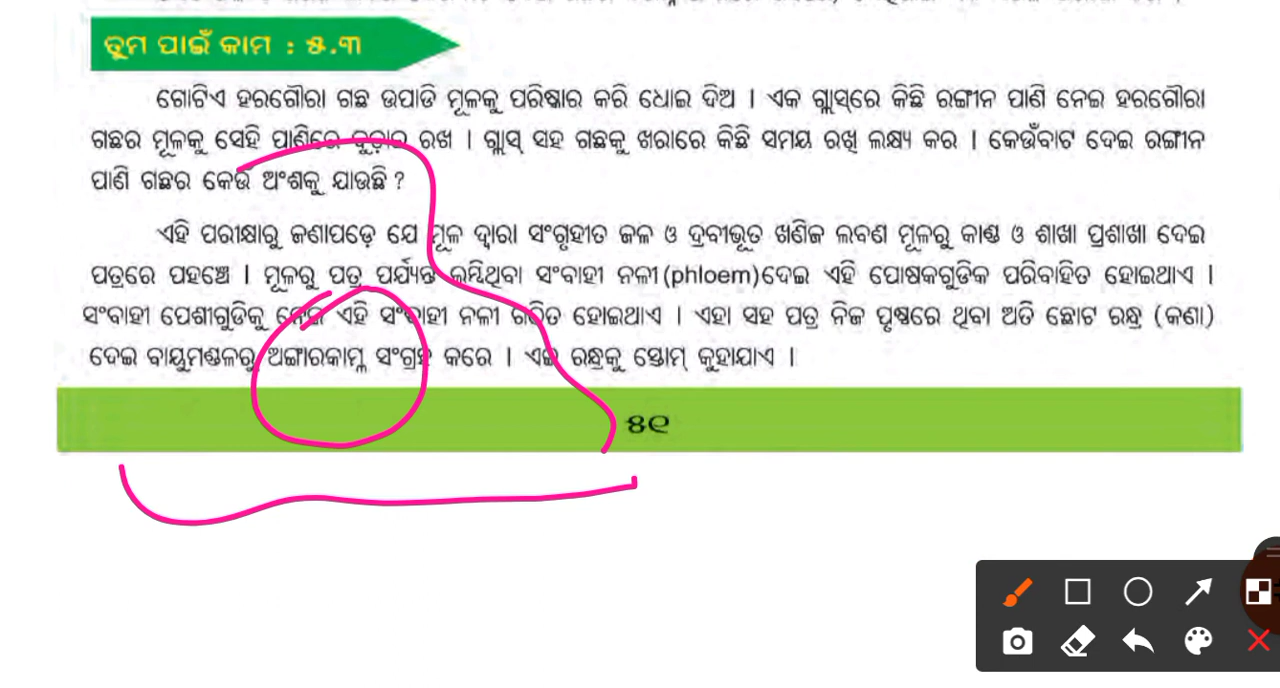 ତୁମ ପାଇଁ କାମ : ୫.୩
ଗୋଟିଏ ହରଗୌରା ଗଛ ଉପାଡି ମୂଳକୁ ପରିଷ୍କାର କରି ଧୋଇ ଦିଅ । ଏକ ଗ୍ଲାସ୍‌ରେ କିଛି ରଙ୍ଗୀନ ପାଣି ନେଇ ହରଗୌରା
ଗଛର ମୂଳକୁ ସେହି ପାଣିରେ ବୁଡ଼ାଇ ରଖ । ଗ୍ଲାସ୍ ସହ ଗଛକୁ ଖରାରେ କିଛି ସମୟ ରଖି ଲକ୍ଷ୍ୟ କର । କେଉଁବାଟ ଦେଇ ରଙ୍ଗୀନ
ପାଣି ଗଛର କେଉଁ ଅଂଶକୁ ଯାଉଛି ?
ଏହି ପରୀକ୍ଷାରୁ ଜଣାପଡ଼େ ଯେ ମୂଳ ଦ୍ୱାରା ସଂଗୃହୀତ ଜଳ ଓ ଦ୍ରବୀଭୂତ ଖଣିଜ ଲବଣ ମୂଳରୁ କାଣ୍ଡ ଓ ଶାଖା ପ୍ରଶାଖା ଦେଇ
ପତ୍ରରେ ପହଞ୍ଚେ । ମୂଳରୁ ପତ୍ର ପର୍ଯ୍ୟନ୍ତ ଲମ୍ବିଥିବା ସଂବାହୀ ନଳୀ (phloem) ଦେଇ ଏହି ପୋଷକଗୁଡିକ ପରିବାହିତ ହୋଇଥାଏ ।
ସଂବାହୀ ପେଶୀଗୁଡିକୁ ନେଇ ଏହି ସଂବାହୀ ନଳୀ ଗଠିତ ହୋଇଥାଏ । ଏହା ସହ ପତ୍ର ନିଜ ପୃଷ୍ଠରେ ଥିବା ଅତି ଛୋଟ ରନ୍ଧ୍ର (କଣା)
ଦେଇ ବାୟୁମଣ୍ଡଳରୁ ଅଙ୍ଗାରକାମ୍ଳ ସଂଗ୍ରହ କରେ । ଏଇ ରନ୍ଧ୍ରକୁ ସ୍ତୋମ୍ କୁହାଯାଏ ।
୫୧